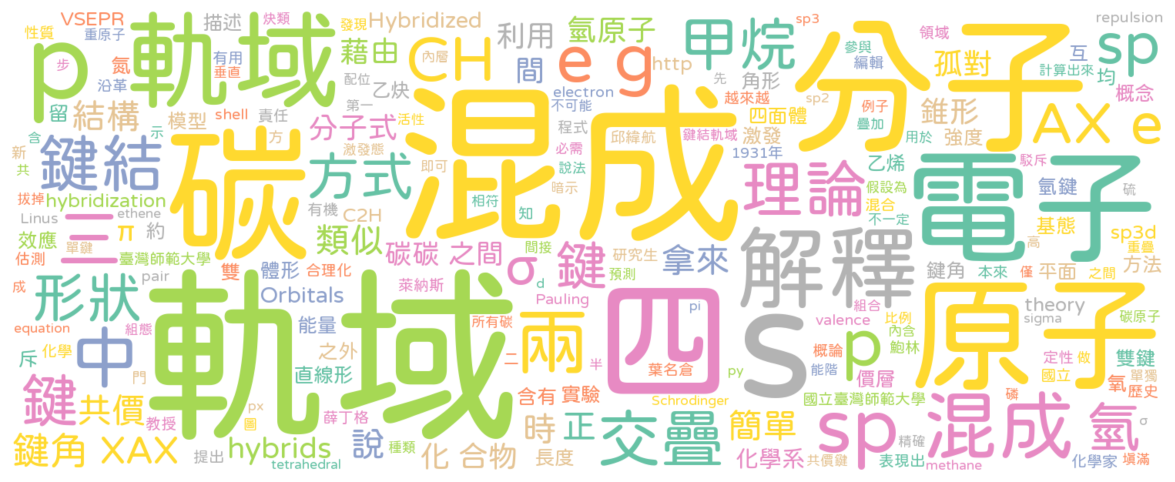 VSEPR
描述
炔類
發現
Hybridized
sp3
repulsion
性質
重原子
有用
藉由
利用
氫原子
甲烷
分子
參與
領域
sp
步
氮
垂直
p 軌域
CH
間
e g
http
先
角形
編輯
孤對
互
計算出來
均
沿革
內層
配位
乙炔
electron
不可能
越來越
sp2
例子
概念
留
結構
模型
shell
責任
第一
活性
分子式
四面體
疊加
錐形
AX e
含
示
方
激發態
程式
邱緯航
鍵結軌域
激發
用於
強度
新
共
鍵結
碳
即可
方式
混成
必需
說法
1931年
理論
乙烯
駁斥
電子
拔掉
hybridization
有機
相符
暗示
假設為
氫鍵
硫
Linus
ethene
C2H
知
混合
不一定
三
π
約
類似
碳碳 之間
間接
研究生
解釋
基態
高
sp3d
效應
單鍵
估測
臺灣師範大學
雙
體形
合理化
σ
鍵
預測
拿來
重疊
鍵角
本來
僅
平面
之間
方法
成
pair
萊納斯
d
形狀
Orbitals
Pauling
pi
四
S
p
組合
比例
原子
theory
碳原子
equation
組態
能量
所有碳
valence
內含
sigma
中
軌域
兩
鮑林
斥
化學
之外
二
半
葉名倉
概論
定性
做
雙鍵
門
直線形
含有
實驗
py
能階
價層
國立
氧
單獨
歷史
鍵
共價
px
薛丁格
Schrodinger
國立臺灣師範大學
磷
教授
圖
時
正
交疊
簡單
sp
混成
氫
σ
鍵角 XAX
hybrids
說
種類
化 合物
長度
化學系
共價鍵
精確
表現出
化學家
填滿
提出
tetrahedral
methane